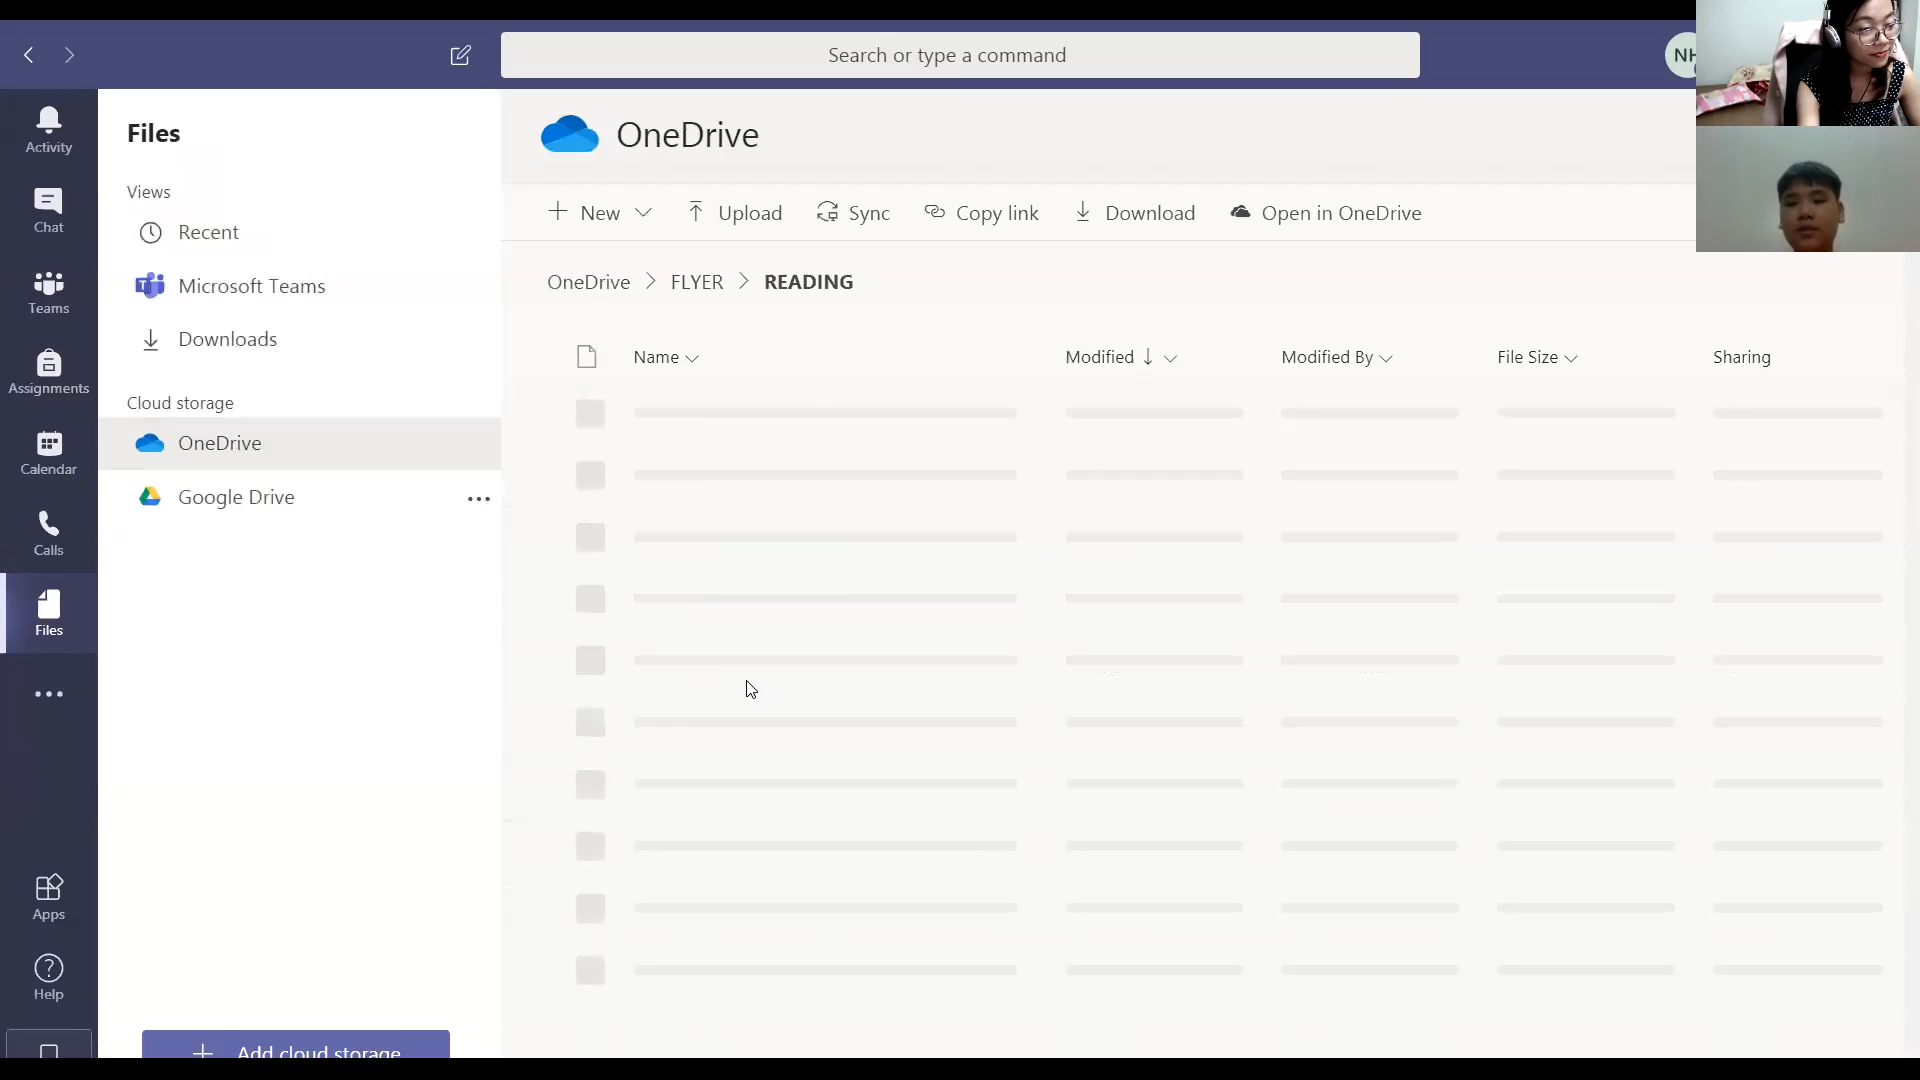 Search or type a command
NH
Activity
Chat
Teams
Assignments
Calendar
Calls
Files
Apps
Help
Files
Views
Recent
Microsoft Teams
Downloads
Cloud storage
OneDrive
Google Drive
Add cloud storage
OneDrive
New
Upload
Sync
Copy link
Download
Open in OneDrive
OneDrive > FLYER > READING
Name
Modified
Modified By
File Size
Sharing